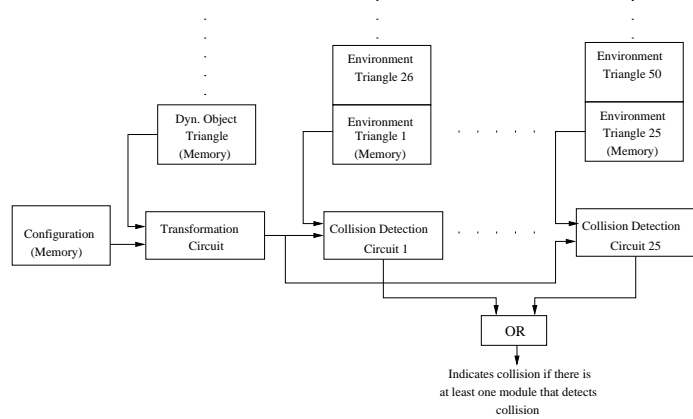 Environment
Triangle 26
Environment
Triangle 50
Dyn. Object
Triangle
(Memory)
Environment
Triangle 1
(Memory)
Environment
Triangle 25
(Memory)
Configuration
(Memory)
Transformation
Circuit
Collision Detection
Circuit 1
Collision Detection
Circuit 25
OR
Indicates collision if there is
at least one module that detects
collision